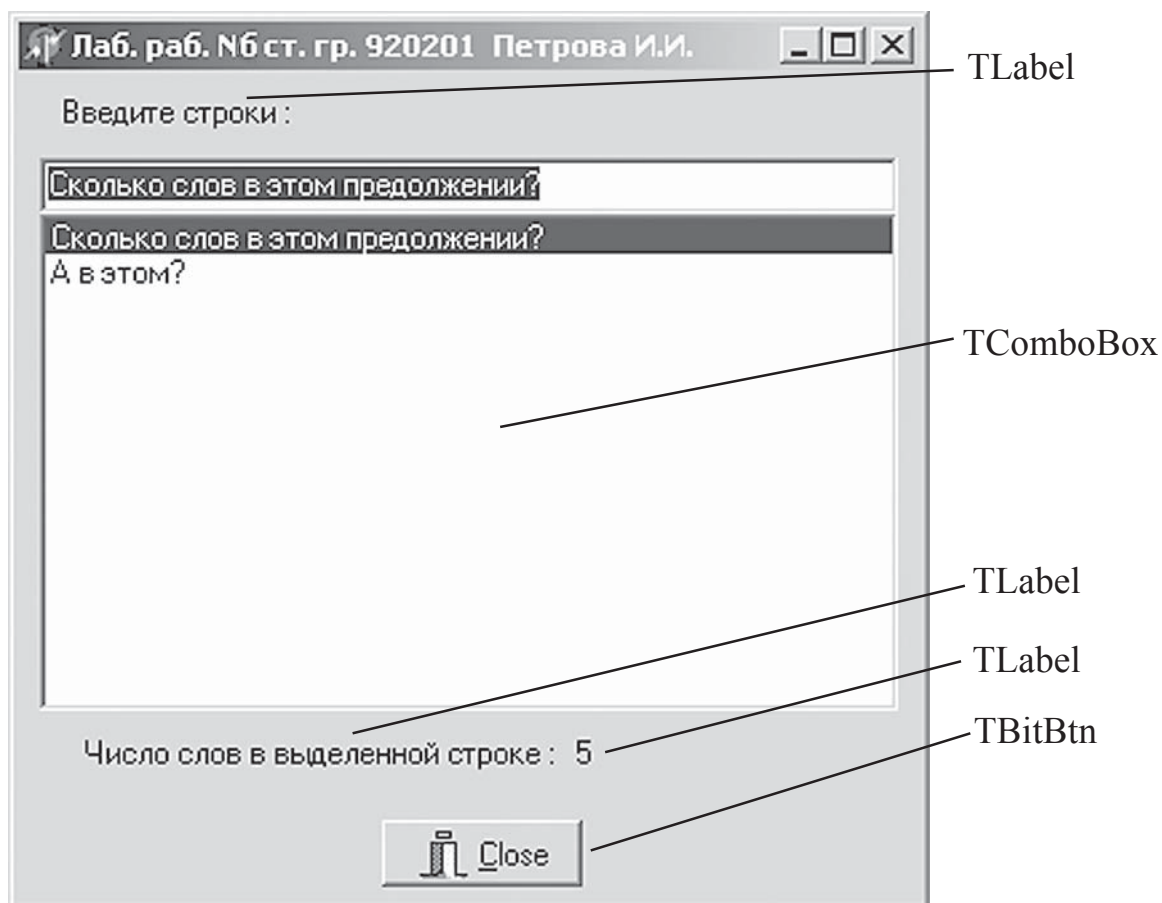 Лаб. раб. N6 ст. гр. 920201 Петрова И.И.
TLabel
Введите строки :
Сколько слов в этом предолжении?
Сколько слов в этом предолжении?
А в этом?
TComboBox
TLabel
TLabel
Число слов в выделенной строке : 5
TBitBtn
Close